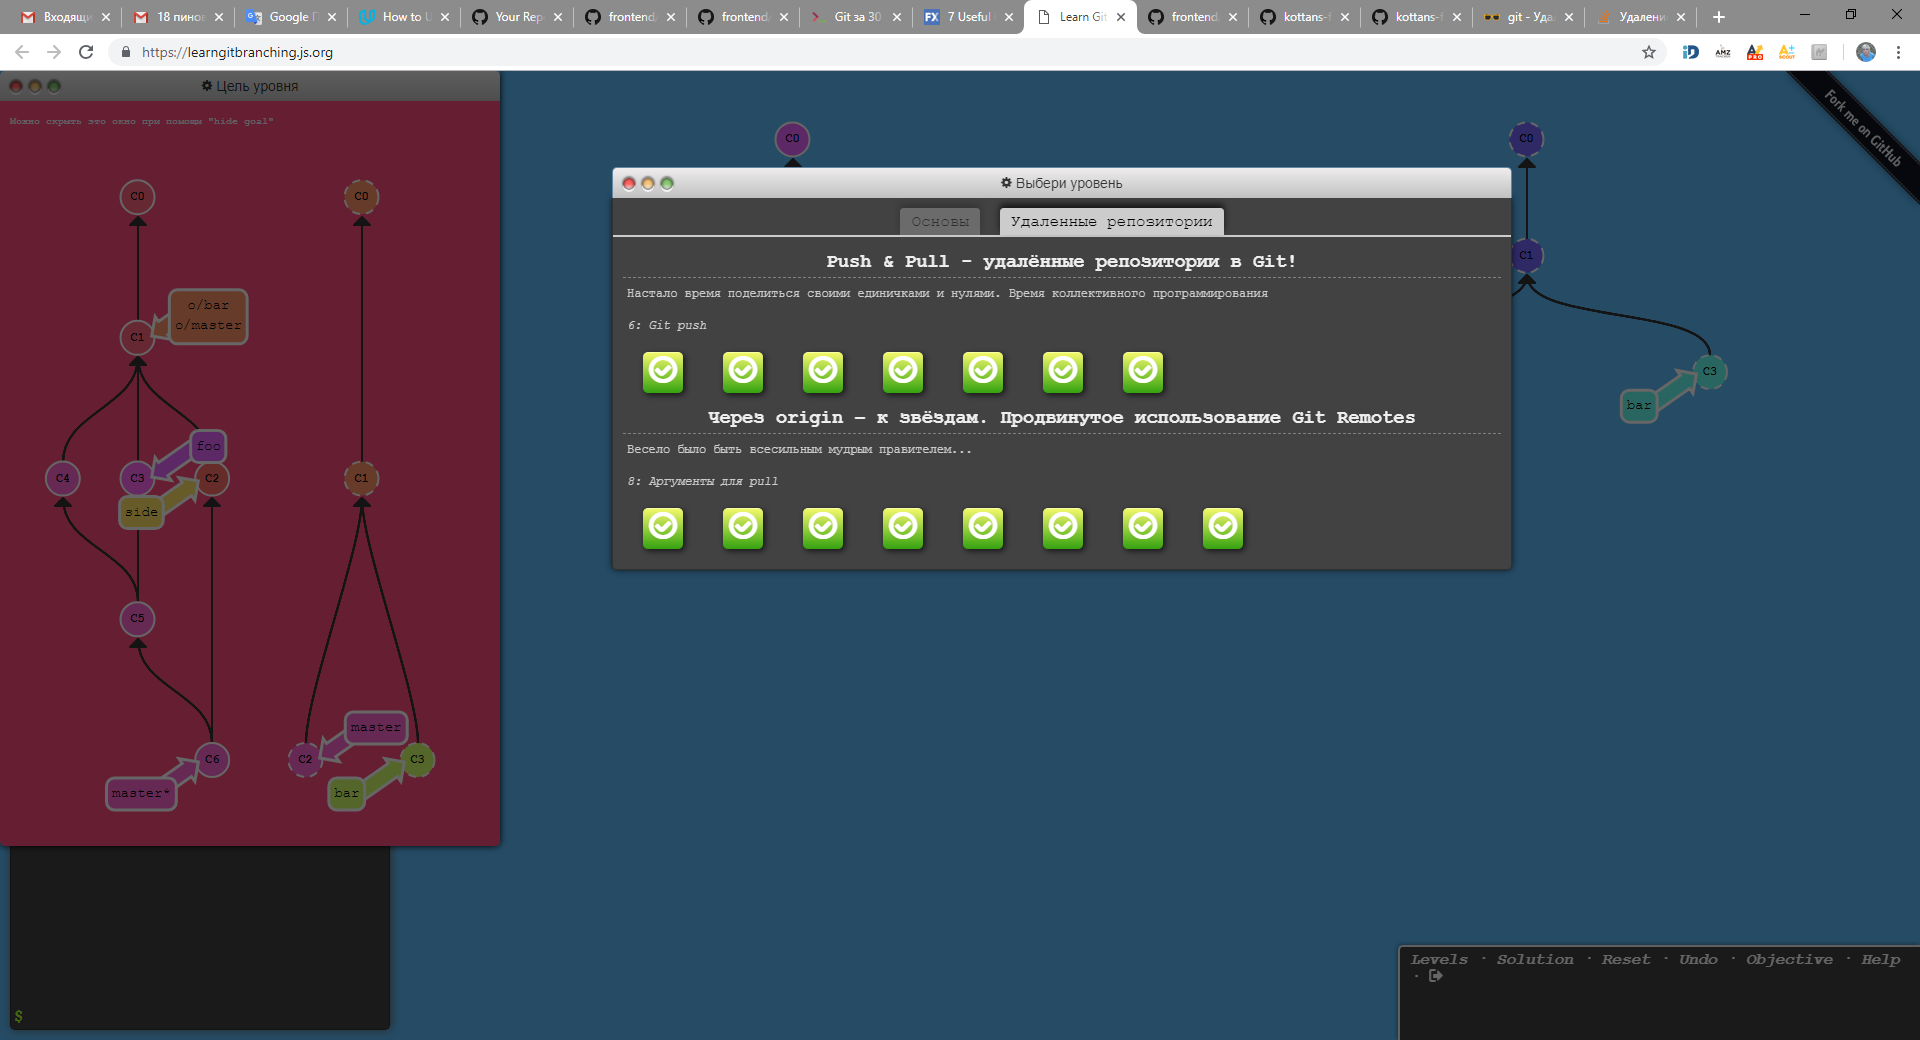 Входящи
18 пинов
Google П
How to U
Your Rep
frontend
frontend
Git за 30
7 Useful
Learn Git
frontend
kottans-f
kottans-f
git - Уда
Удалени
https://learngitbranching.js.org
Цель уровня
Можно скрыть это окно при помощи "hide goal"
C0
C0
o/bar
o/master
C1
foo
C4
C3
C2
C1
side
C5
master
C6
C2
C3
master*
bar
$
C0
C0
C1
C3
bar
Fork me on GitHub
Выбери уровень
Основы
Удаленные репозитории
Push & Pull - удалённые репозитории в Git!
Настало время поделиться своими единичками и нулями. Время коллективного программирования
6: Git push
Через origin – к звёздам. Продвинутое использование Git Remotes
Весело было быть всесильным мудрым правителем...
8: Аргументы для pull
Levels · Solution · Reset · Undo · Objective · Help
·